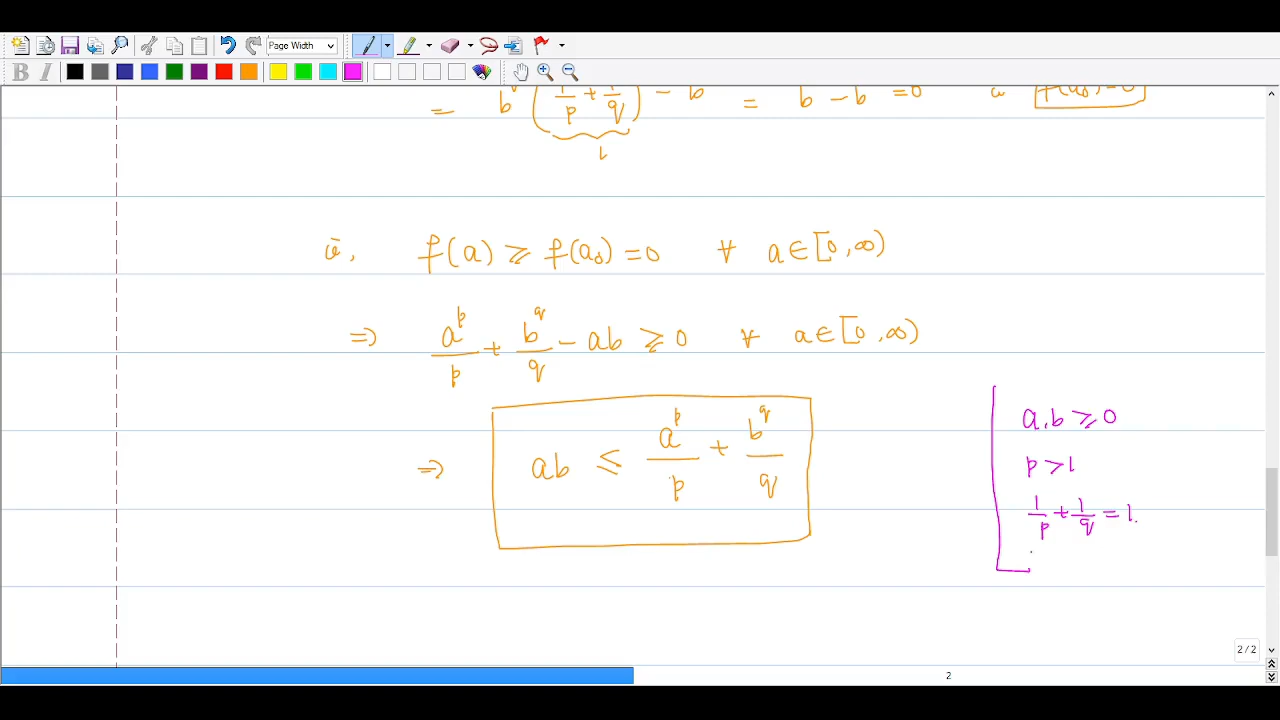 Page Width
= b^q (1/p + 1/q) - b^q = b^q - b^q = 0 f(a₀)=0
1
f(a) ≥ f(a₀) = 0 ∀ a ∈ [0, ∞)
⇒ a^p/p + b^q/q - ab ≥ 0 ∀ a ∈ [0, ∞)
⇒ ab ≤ a^p/p + b^q/q
a, b ≥ 0
p > 1
1/p + 1/q = 1.
2/2
2